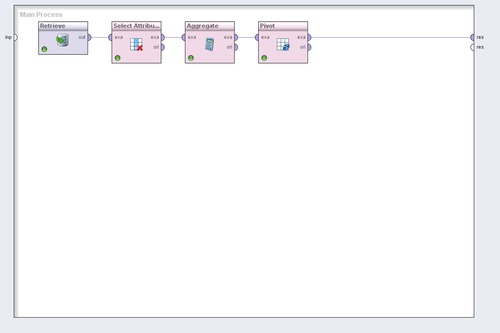 Main Process
Retrieve
Select Attribu...
Aggregate
Pivot
inp
out
exa
exa
ori
exa
exa
ori
exa
exa
ori
res
res